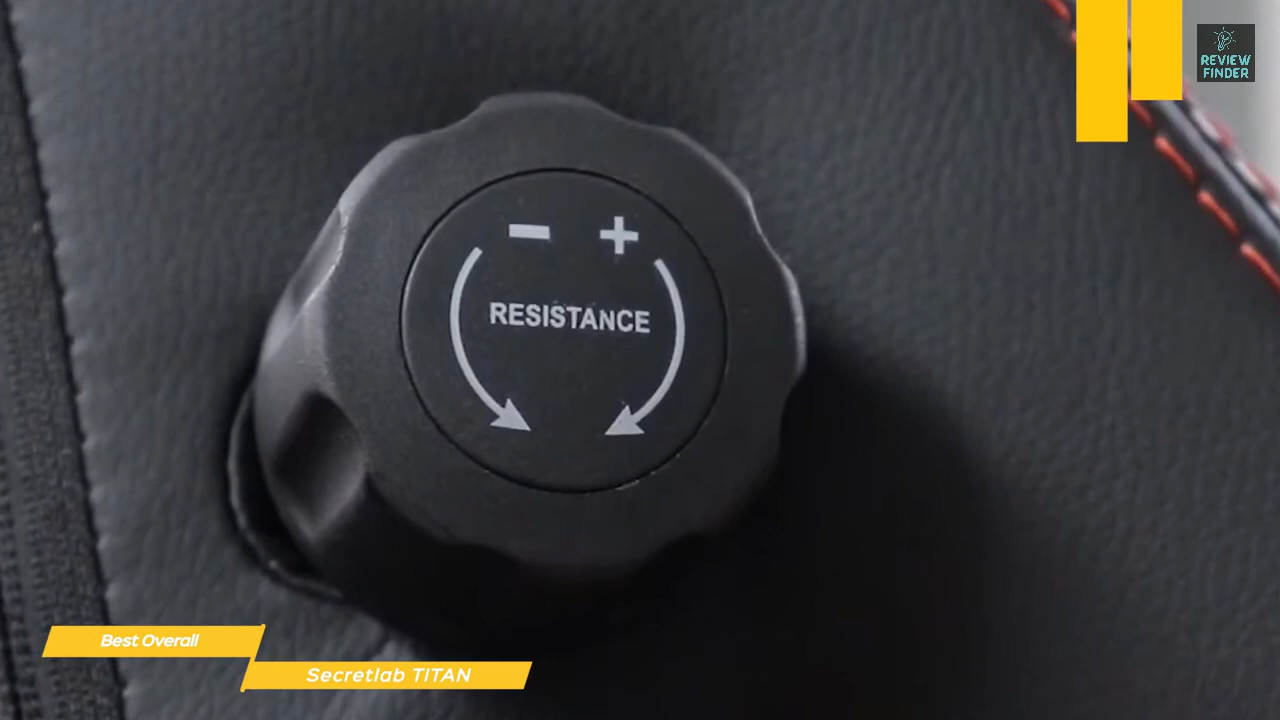 REVIEW
FINDER
- +
RESISTANCE
Best Overall
Secretlab TITAN